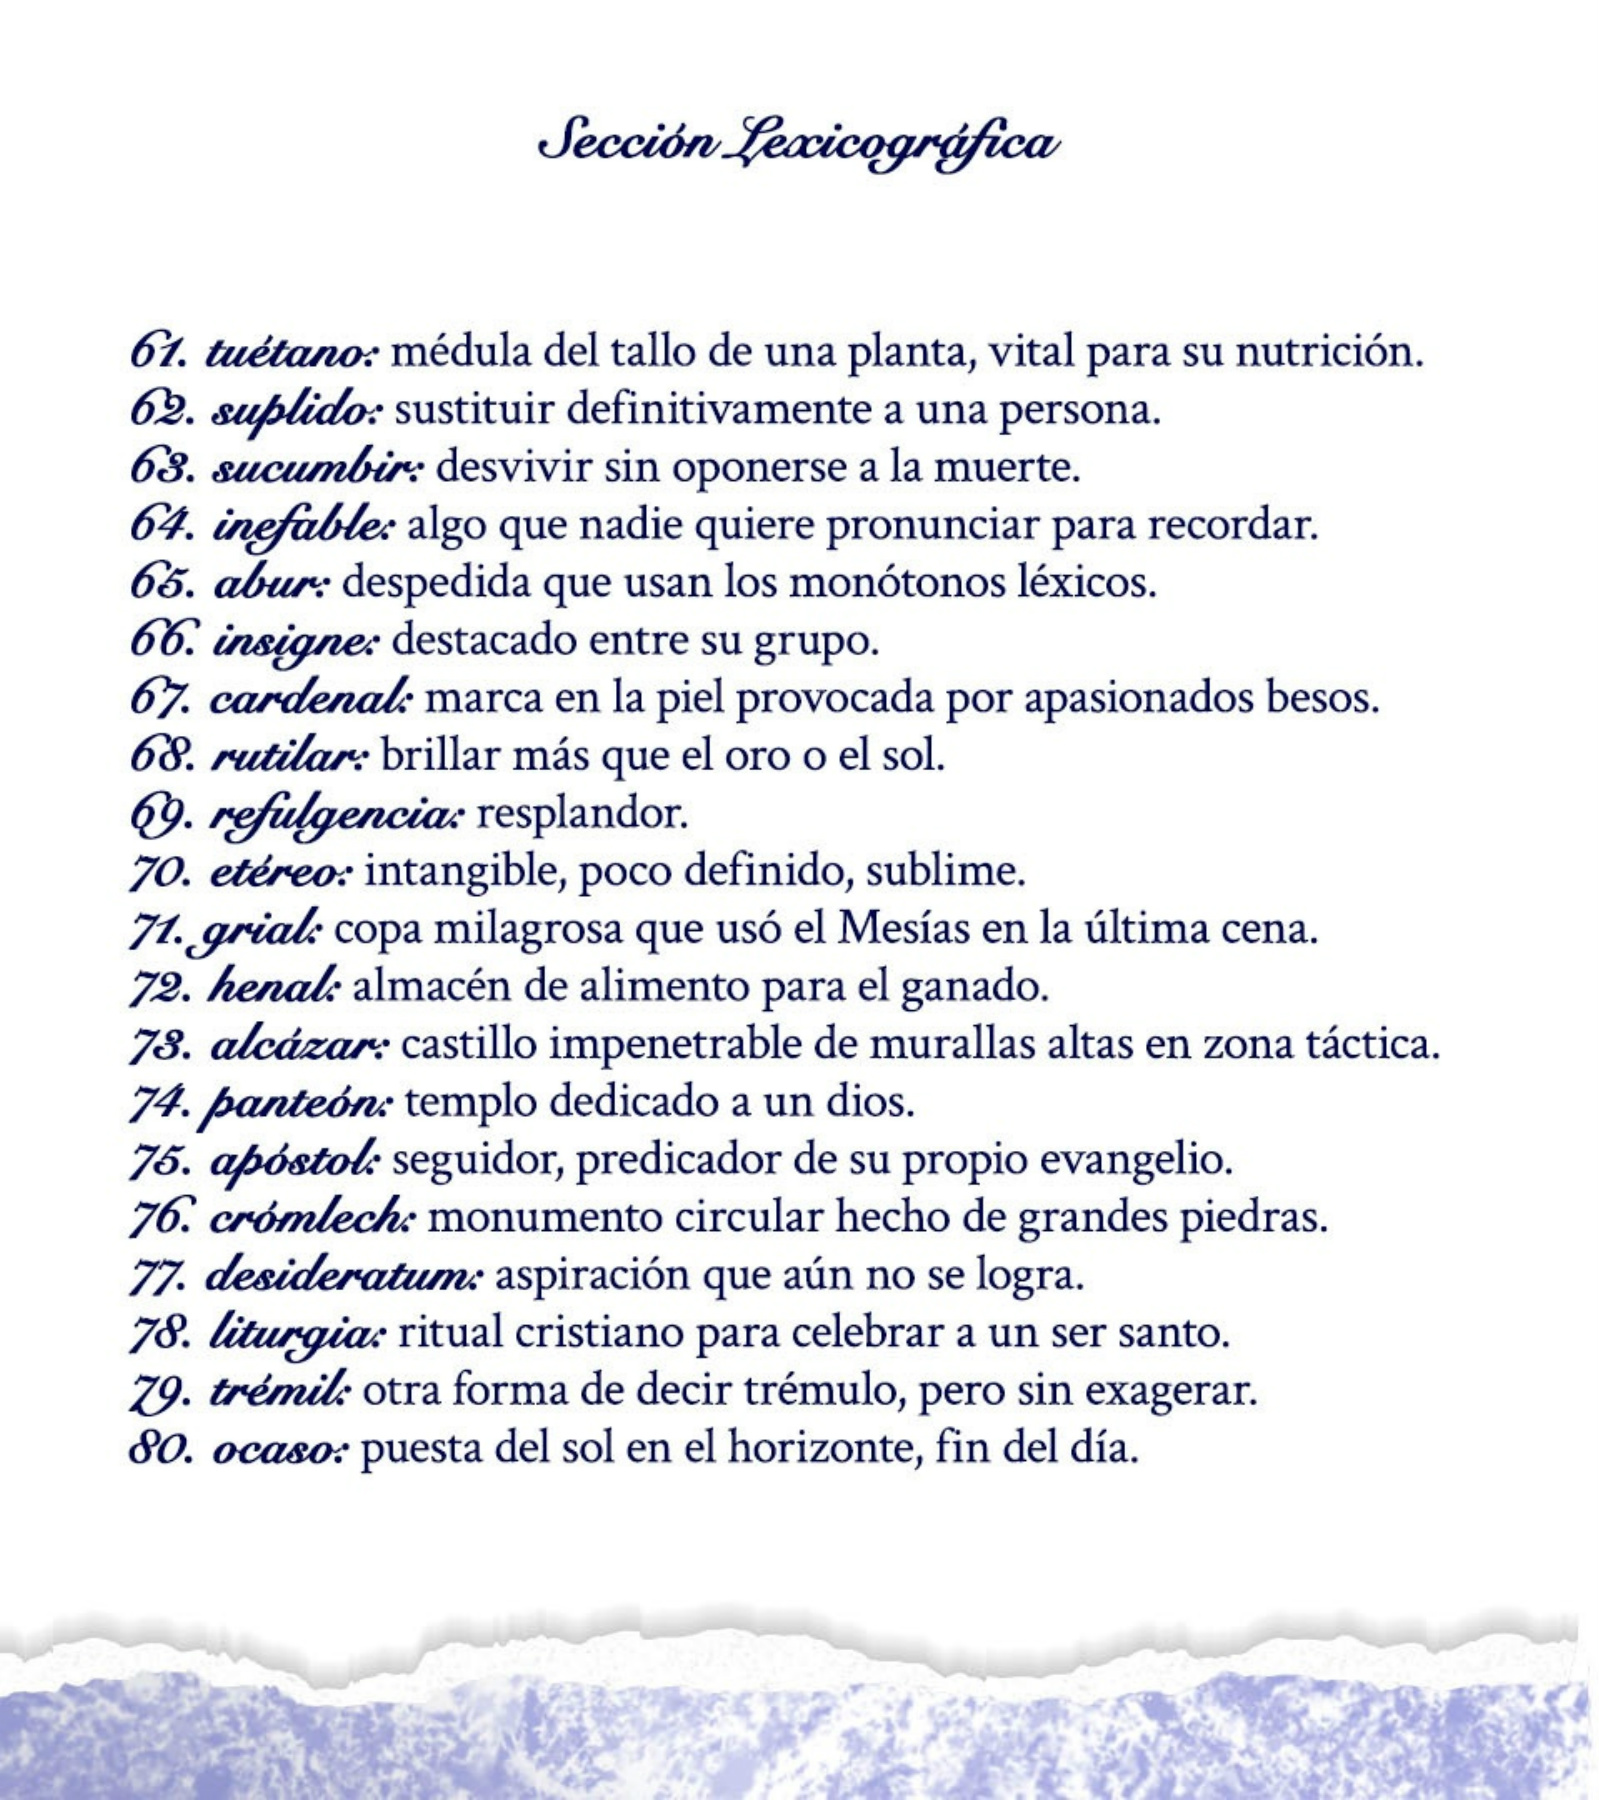 Sección Lexicográfica
61. tuétano: médula del tallo de una planta, vital para su nutrición.
62. suplido: sustituir definitivamente a una persona.
63. sucumbir: desvivir sin oponerse a la muerte.
64. inefable: algo que nadie quiere pronunciar para recordar.
65. abur: despedida que usan los monótonos léxicos.
66. insigne: destacado entre su grupo.
67. cardenal: marca en la piel provocada por apasionados besos.
68. rutilar: brillar más que el oro o el sol.
69. refulgencia: resplandor.
70. etéreo: intangible, poco definido, sublime.
71. grial: copa milagrosa que usó el Mesías en la última cena.
72. henal: almacén de alimento para el ganado.
73. alcázar: castillo impenetrable de murallas altas en zona táctica.
74. panteón: templo dedicado a un dios.
75. apóstol: seguidor, predicador de su propio evangelio.
76. crómlech: monumento circular hecho de grandes piedras.
77. desideratum: aspiración que aún no se logra.
78. liturgia: ritual cristiano para celebrar a un ser santo.
79. trémil: otra forma de decir trémulo, pero sin exagerar.
80. ocaso: puesta del sol en el horizonte, fin del día.